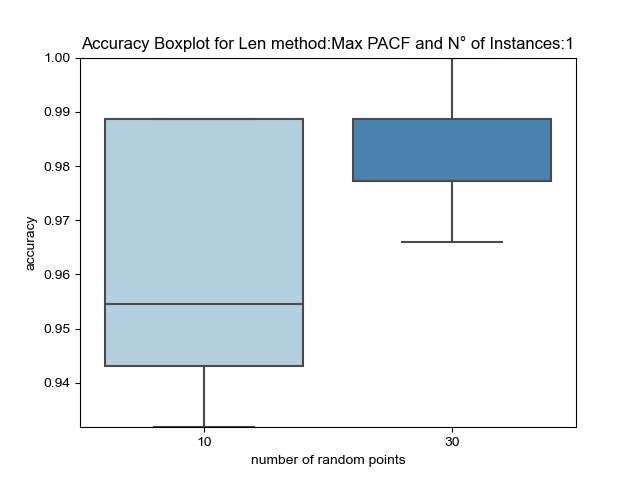 Accuracy Boxplot for Len method:Max PACF and N° of Instances:1
1.00
0.99
0.98
0.97
0.96
0.95
0.94
accuracy
10 30
number of random points